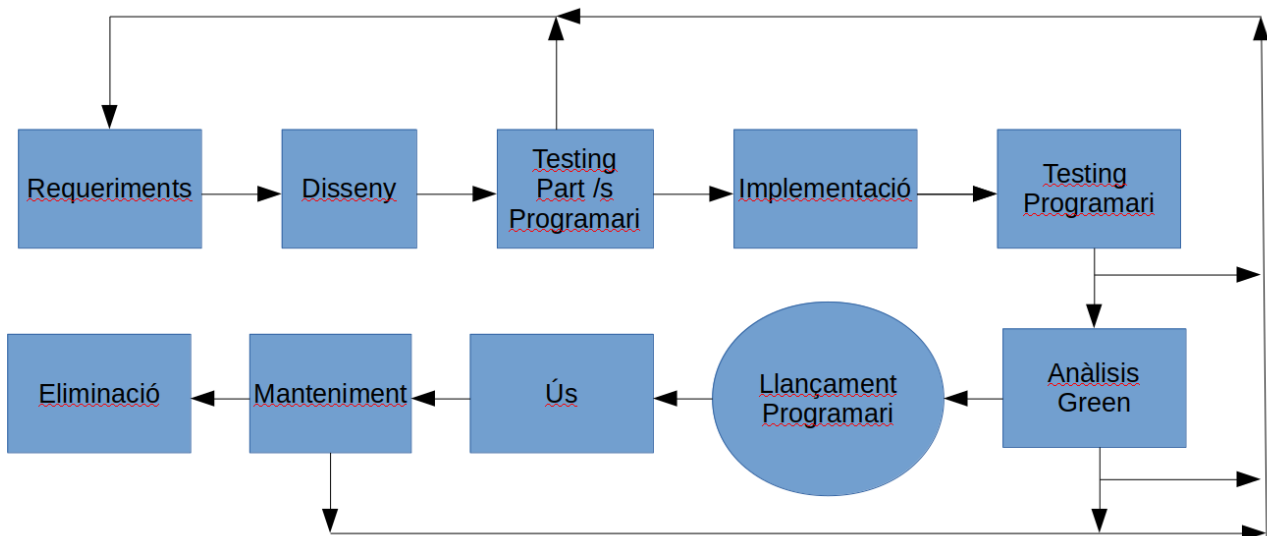 Requeriments
Disseny
Testing
Part /s
Programari
Implementació
Testing
Programari
Eliminació
Manteniment
Ús
Llançament
Programari
Anàlisis
Green